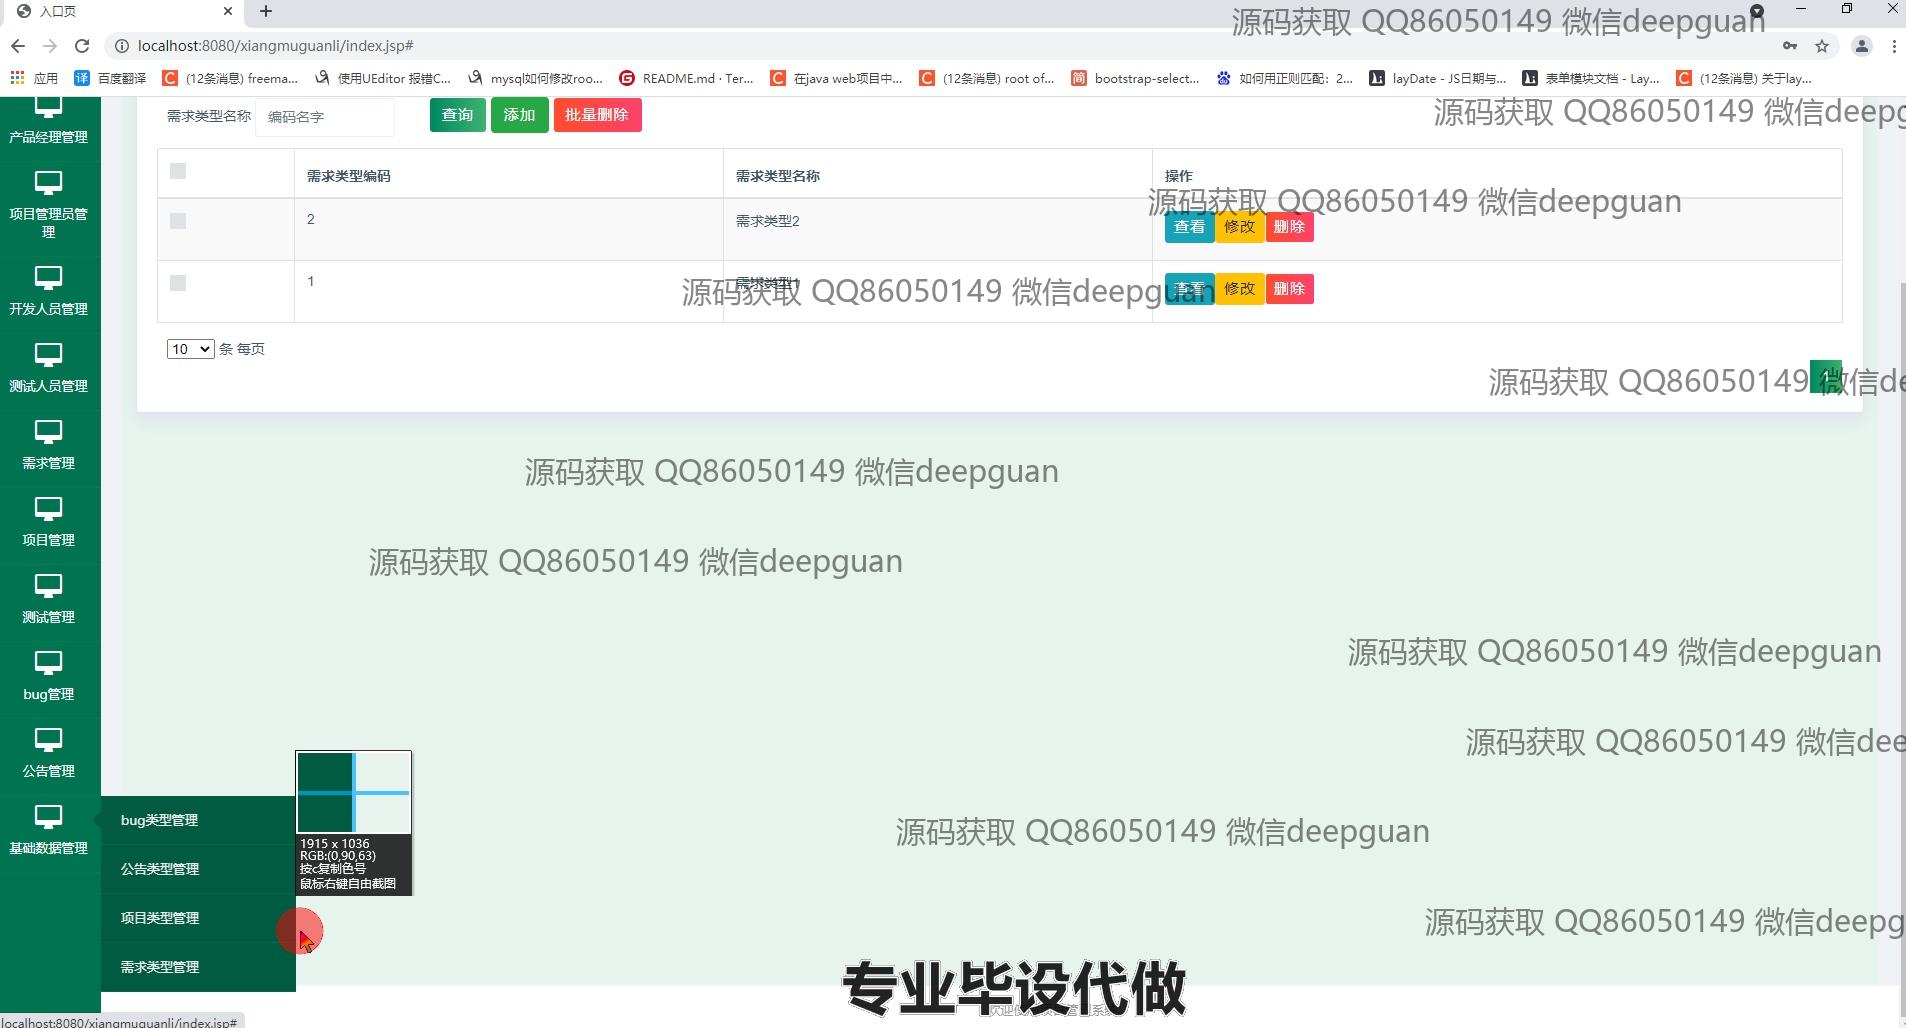 入口页
源码获取 QQ86050149 微信deepguan
localhost:8080/xiangmuguanli/index.jsp#
应用
译 百度翻译
(12条消息) freema...
使用UEditor 报错C...
mysql如何修改roo...
README.md · Ter...
在java web项目中...
(12条消息) root of...
简 bootstrap-select...
如何用正则匹配：2...
layDate - JS日期与...
表单模块文档 - Lay...
(12条消息) 关于lay...
需求类型名称 编码名字 查询 添加 批量删除
源码获取 QQ86050149 微信deepg
需求类型编码 需求类型名称 操作
源码获取 QQ86050149 微信deepguan
2 需求类型2 查看 修改 删除
1 需求类型1 查看 修改 删除
源码获取 QQ86050149 微信deepguan
10 条 每页
1
源码获取 QQ86050149 微信de
源码获取 QQ86050149 微信deepguan
源码获取 QQ86050149 微信deepguan
源码获取 QQ86050149 微信deepguan
源码获取 QQ86050149 微信dee
源码获取 QQ86050149 微信deepguan
源码获取 QQ86050149 微信deepg
产品经理管理
项目管理员管
理
开发人员管理
测试人员管理
需求管理
项目管理
测试管理
bug管理
公告管理
基础数据管理
bug类型管理
公告类型管理
项目类型管理
需求类型管理
1915 x 1036
RGB:(0,90,63)
按c复制色号
鼠标右键自由截图
专业毕设代做
localhost:8080/xiangmuguanli/index.jsp#